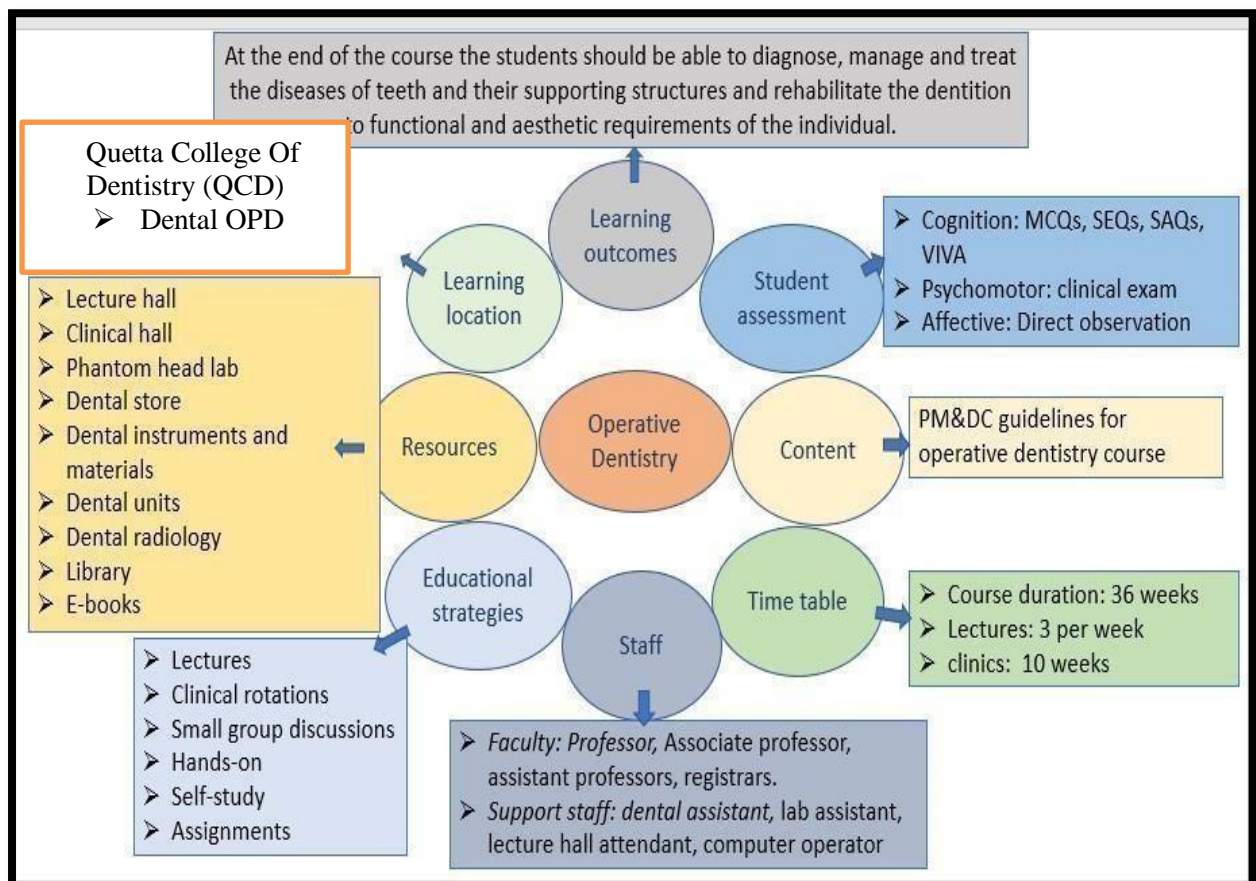 At the end of the course the students should be able to diagnose, manage and treat
the diseases of teeth and their supporting structures and rehabilitate the dentition
to functional and aesthetic requirements of the individual.
Quetta College Of
Dentistry (QCD)
➢ Dental OPD
Learning
outcomes
Learning
location
Student
assessment
➢ Cognition: MCQs, SEQs, SAQs,
VIVA
➢ Psychomotor: clinical exam
➢ Affective: Direct observation
➢ Lecture hall
➢ Clinical hall
➢ Phantom head lab
➢ Dental store
➢ Dental instruments and
materials
➢ Dental units
➢ Dental radiology
➢ Library
➢ E-books
Resources
Operative
Dentistry
Content
PM&DC guidelines for
operative dentistry course
Educational
strategies
Staff
Time table
➢ Course duration: 36 weeks
➢ Lectures: 3 per week
➢ clinics: 10 weeks
➢ Lectures
➢ Clinical rotations
➢ Small group discussions
➢ Hands-on
➢ Self-study
➢ Assignments
➢ Faculty: Professor, Associate professor,
assistant professors, registrars.
➢ Support staff: dental assistant, lab assistant,
lecture hall attendant, computer operator